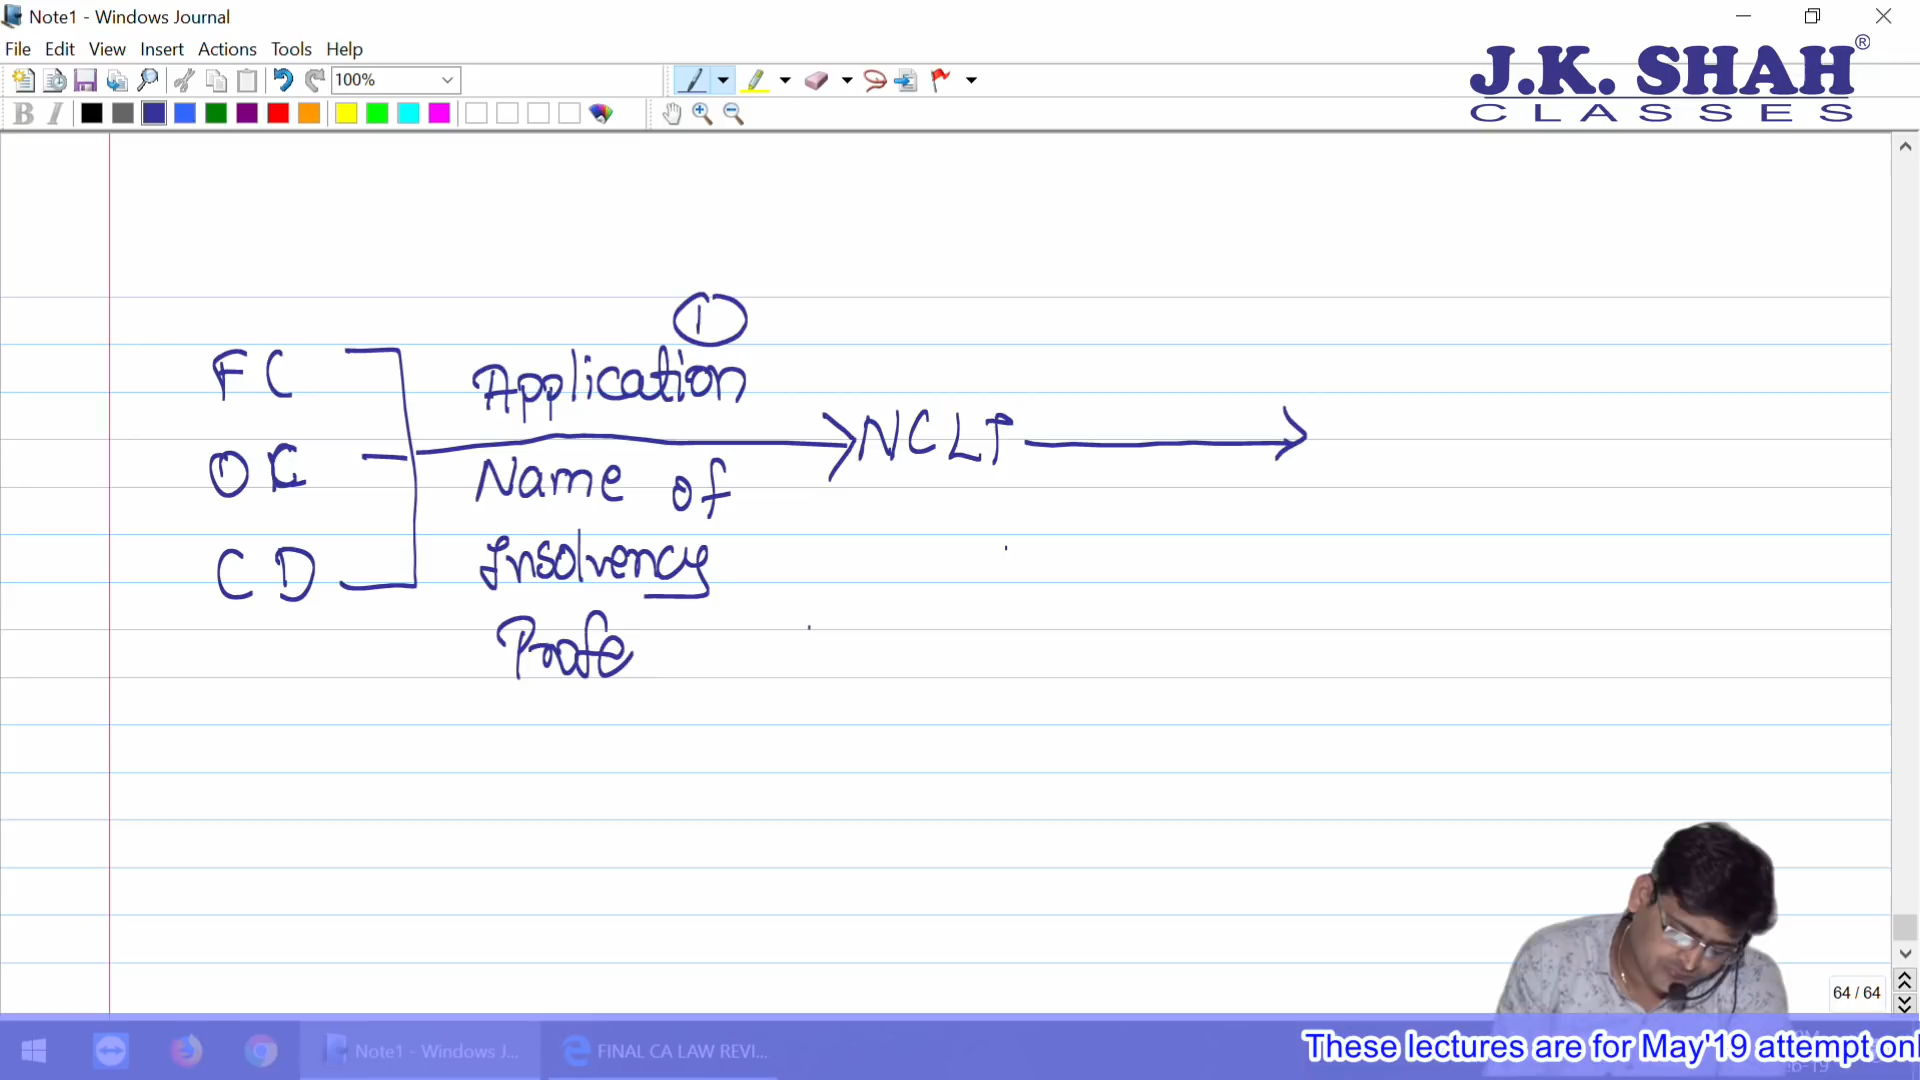 Note1 - Windows Journal
File Edit View Insert Actions Tools Help
100%
B I
J.K. SHAH®
CLASSES
1
FC
Application
NCLT
OC
Name of
Insolvency
CD
Profe
64 / 64
Note1 - Windows J...
FINAL CA LAW REVI...
These lectures are for May'19 attempt onl